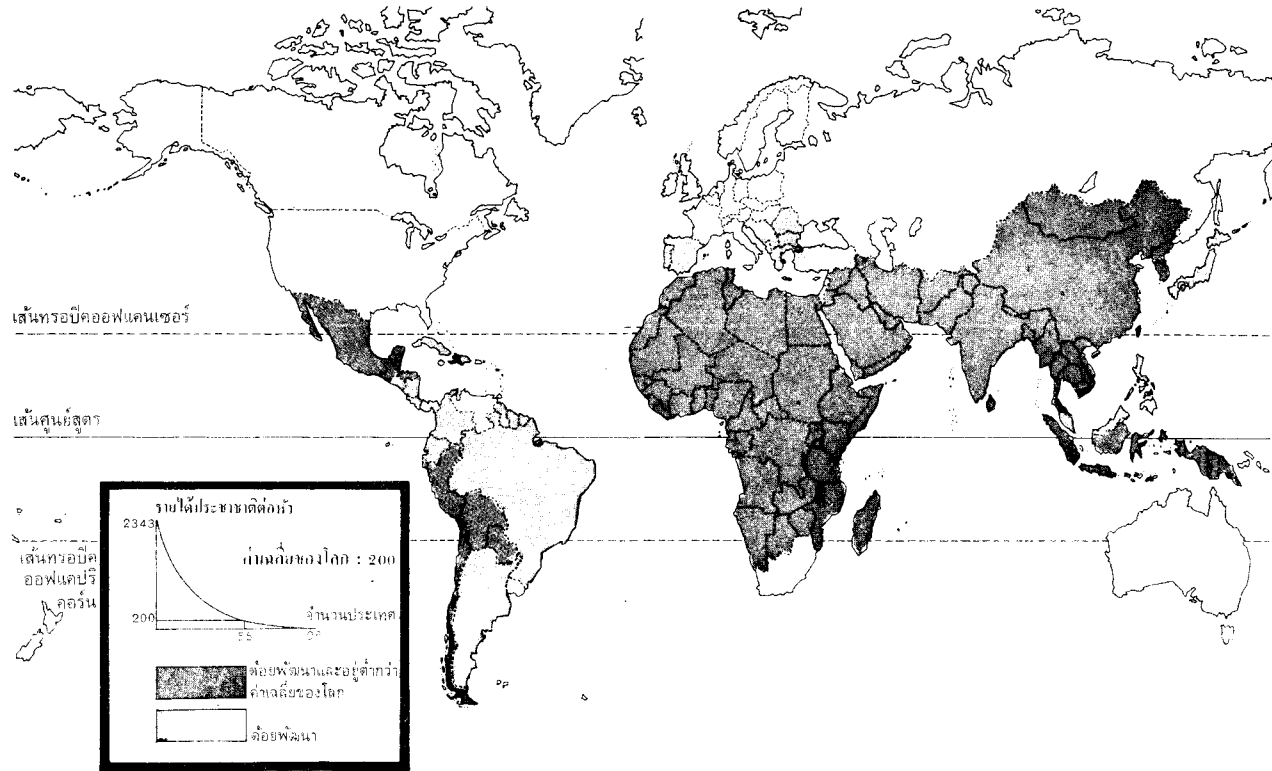 เส้นทรอปิคออฟแคนเซอร์
เส้นศูนย์สูตร
เส้นทรอปิค
ออฟแคปริ
คอร์น
รายได้ประชาชาติต่อหัว
2343
ค่าเฉลี่ยของโลก : 200
จำนวนประเทศ
200
55
ด้อยพัฒนาและอยู่ต่ำกว่า
ค่าเฉลี่ยของโลก
ด้อยพัฒนา